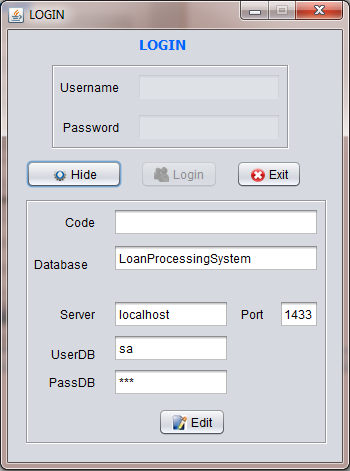 LOGIN
LOGIN
Username
Password
Hide Login Exit
Code
Database LoanProcessingSystem
Server localhost Port 1433
UserDB sa
PassDB ***
Edit